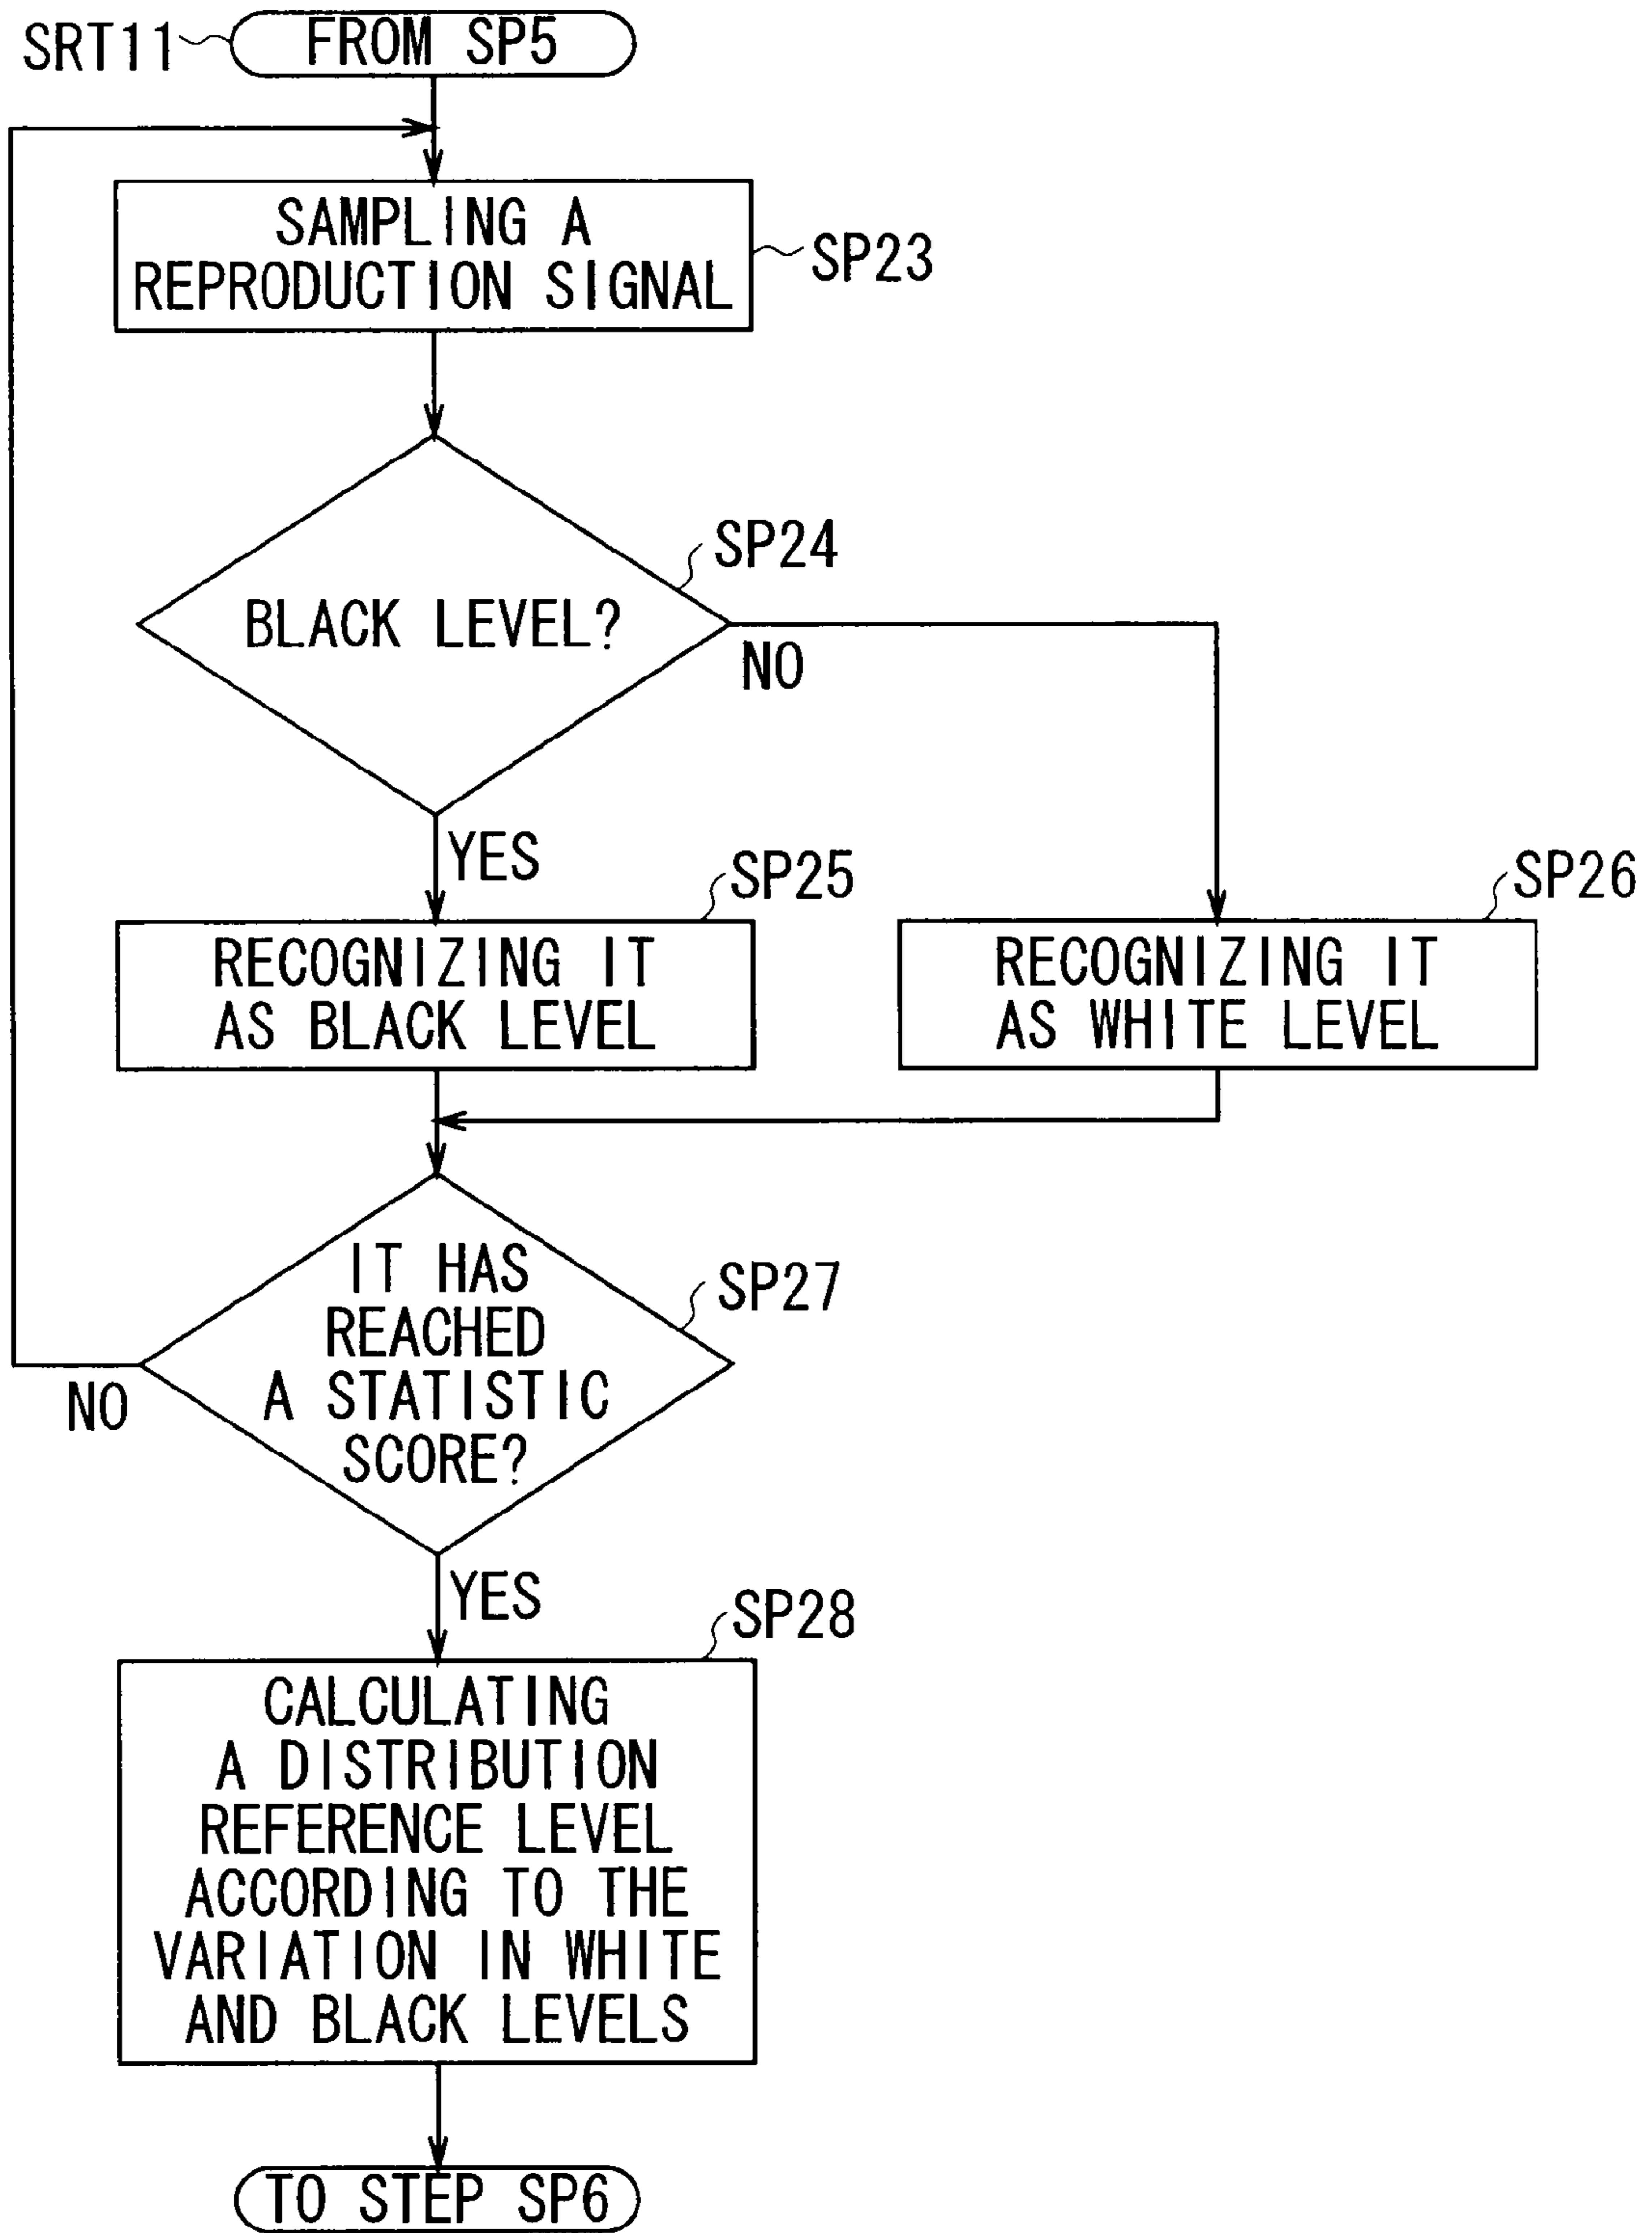 SRT11
FROM SP5
SAMPLING A
REPRODUCTION SIGNAL
SP23
SP24
BLACK LEVEL?
NO
YES
SP25
SP26
RECOGNIZING IT
AS BLACK LEVEL
RECOGNIZING IT
AS WHITE LEVEL
IT HAS
REACHED
A STATISTIC
SCORE?
SP27
NO
YES
SP28
CALCULATING
A DISTRIBUTION
REFERENCE LEVEL
ACCORDING TO THE
VARIATION IN WHITE
AND BLACK LEVELS
TO STEP SP6